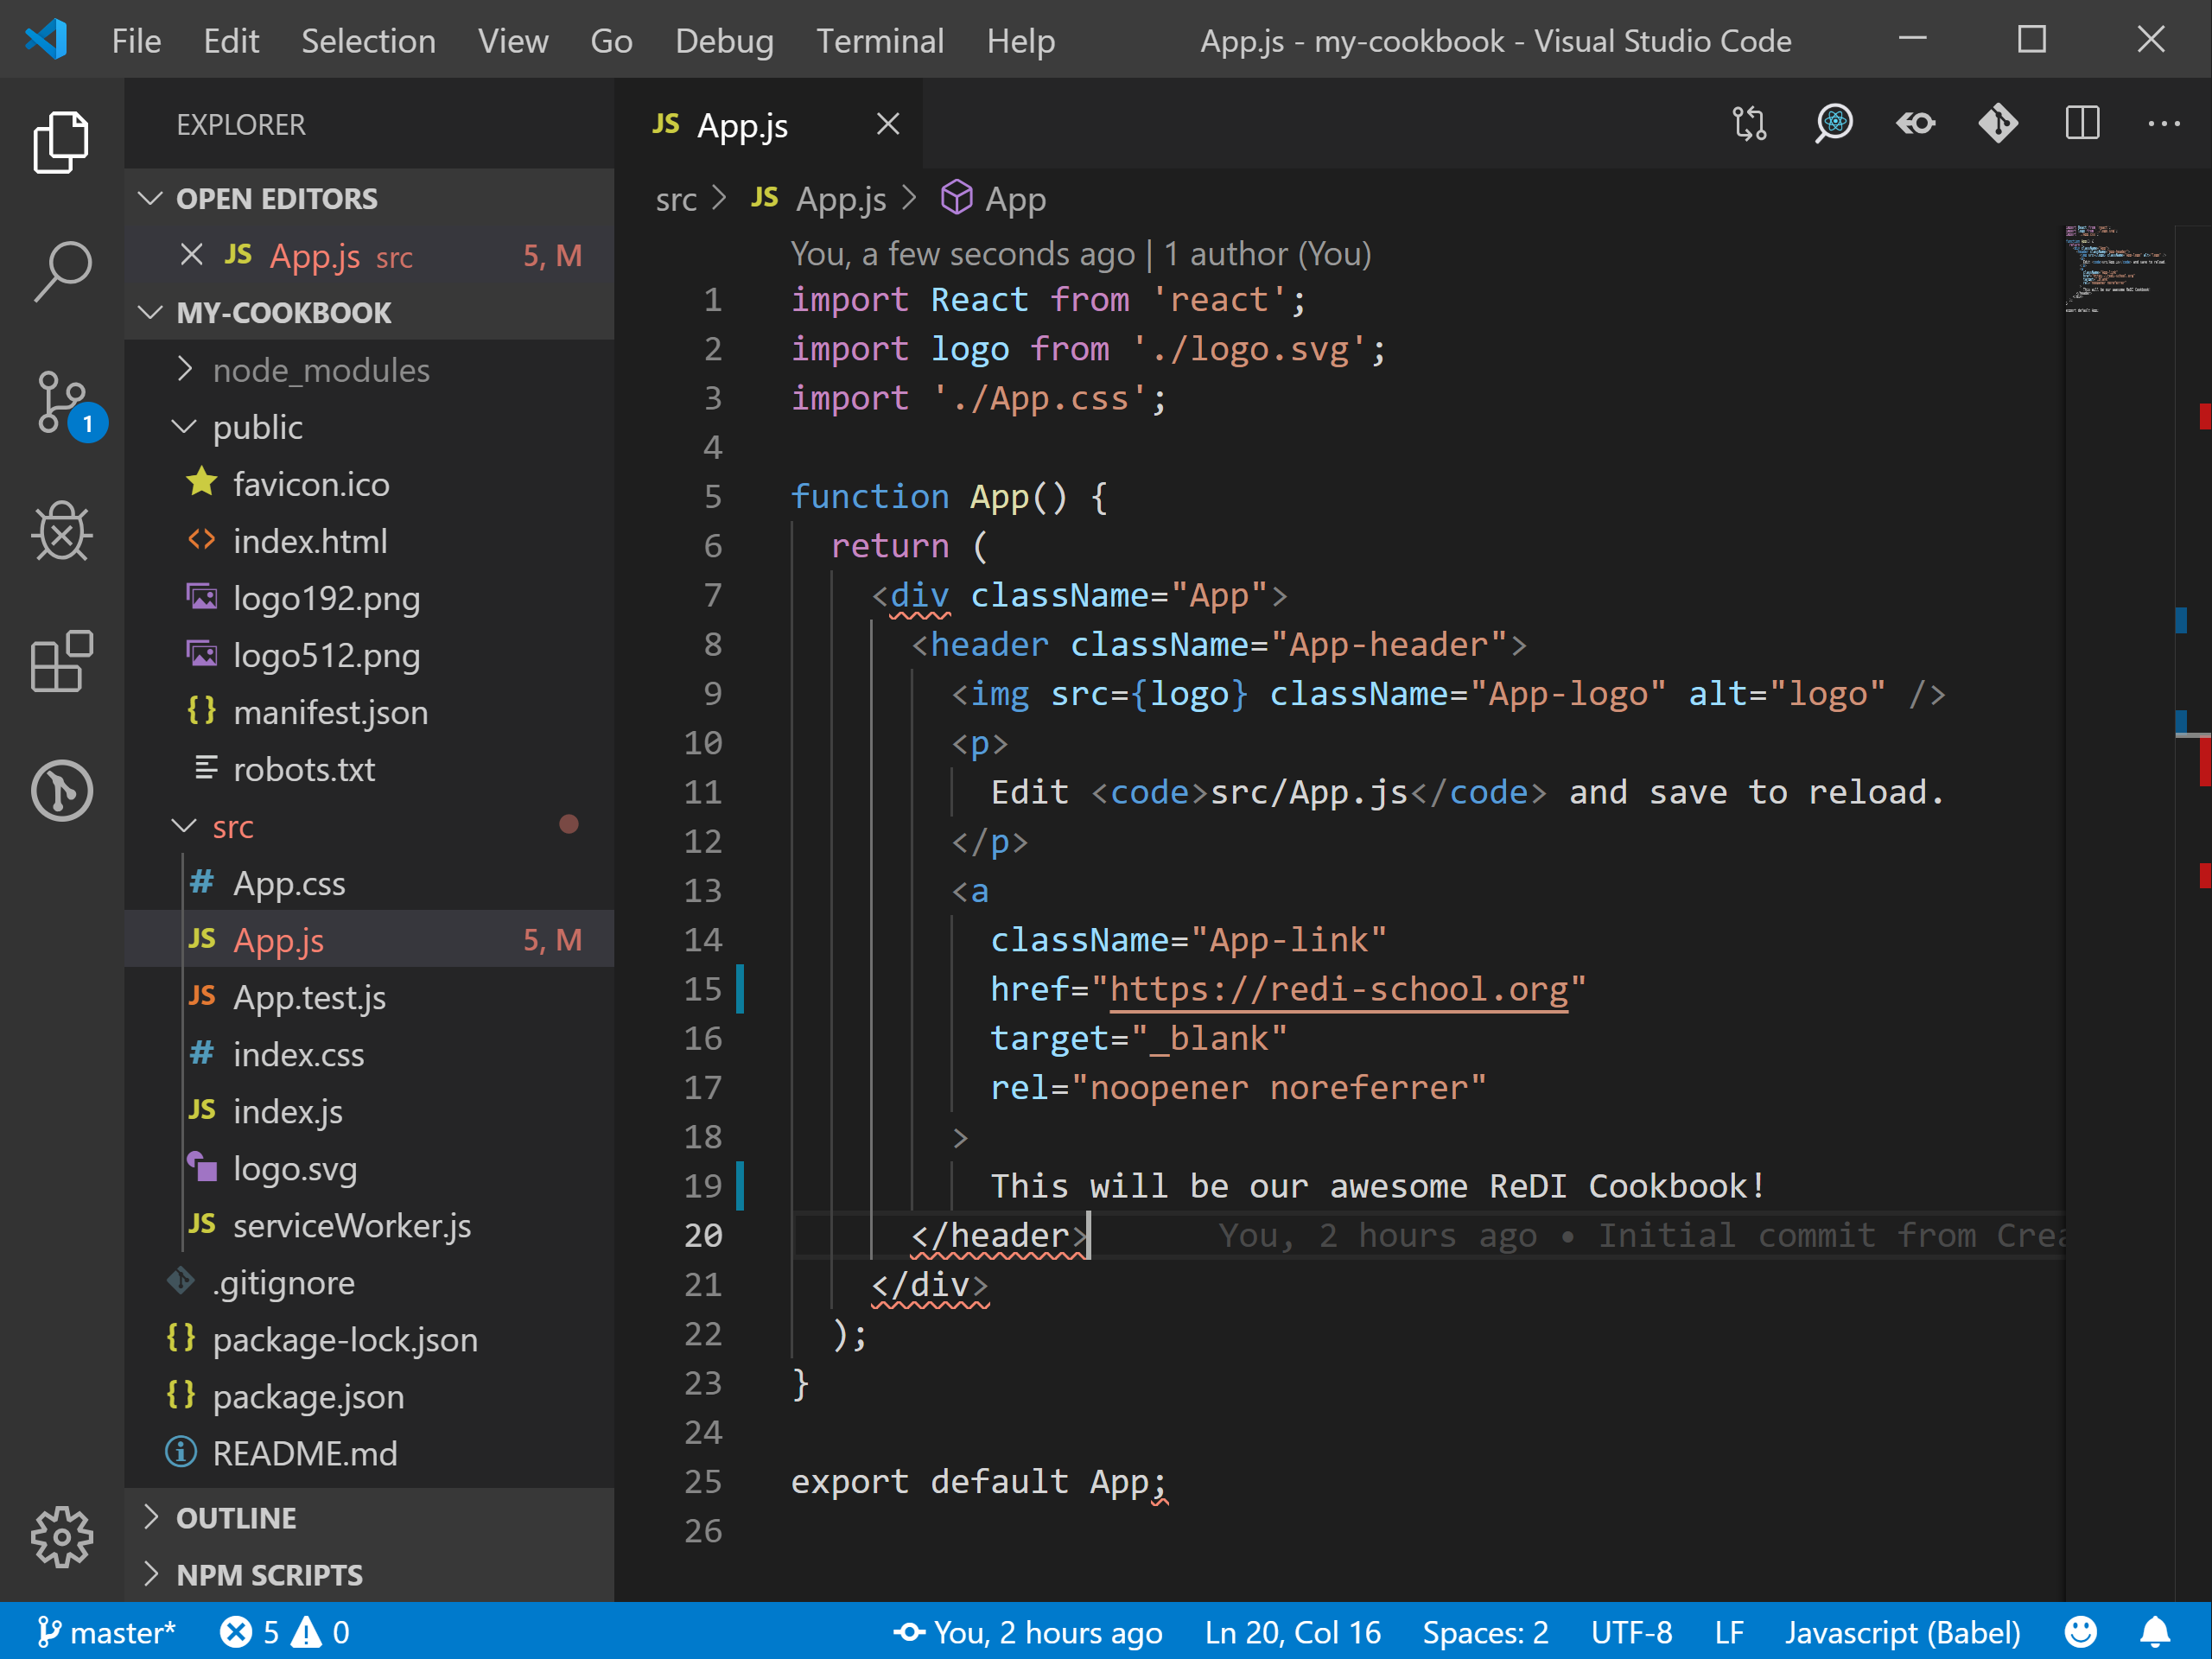 File Edit Selection View Go Debug Terminal Help App.js - my-cookbook - Visual Studio Code
EXPLORER
OPEN EDITORS
JS App.js src 5, M
MY-COOKBOOK
node_modules
public
favicon.ico
<> index.html
logo192.png
logo512.png
{} manifest.json
robots.txt
src
# App.css
JS App.js 5, M
JS App.test.js
# index.css
JS index.js
logo.svg
JS serviceWorker.js
.gitignore
{} package-lock.json
{} package.json
README.md
OUTLINE
NPM SCRIPTS
1
JS App.js
src > JS App.js > App
You, a few seconds ago | 1 author (You)
1 import React from 'react';
2 import logo from './logo.svg';
3 import './App.css';
4
5 function App() {
6 return (
7 <div className="App">
8 <header className="App-header">
9 <img src={logo} className="App-logo" alt="logo" />
10 <p>
11 Edit <code>src/App.js</code> and save to reload.
12 </p>
13 <a
14 className="App-link"
15 href="https://redi-school.org"
16 target="_blank"
17 rel="noopener noreferrer"
18 >
19 This will be our awesome ReDI Cookbook!
20 </header> You, 2 hours ago • Initial commit from Crea
21 </div>
22 );
23 }
24
25 export default App;
26
master* 5 0 You, 2 hours ago Ln 20, Col 16 Spaces: 2 UTF-8 LF Javascript (Babel)